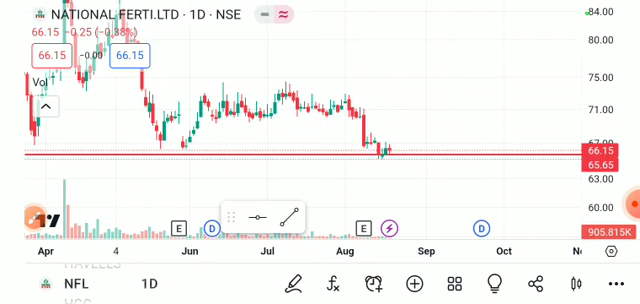 NATIONAL FERTI.LTD · 1D · NSE
66.15 −0.25 (−0.38%)
66.15 −0.00 66.15
Vol
84.00
80.00
75.00
71.00
67.00
66.15
65.65
63.00
60.00
905.815K
E D E D
Apr 4 Jun Jul Aug Sep Oct
NFL 1D